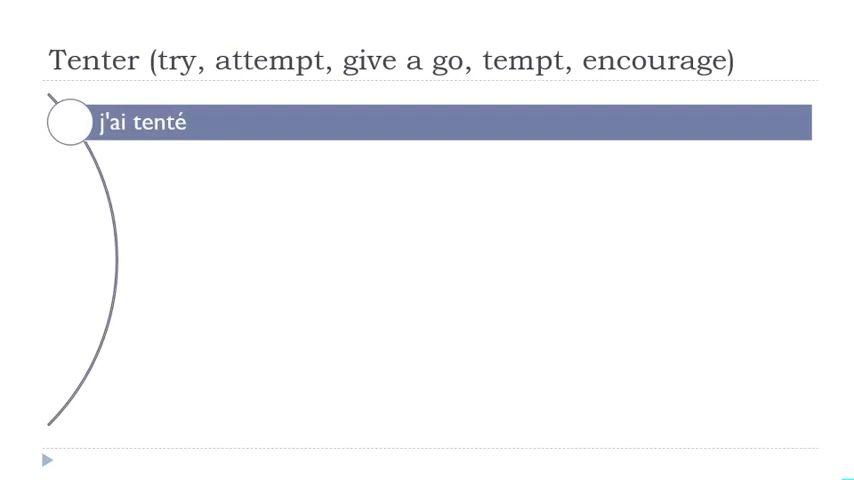 Tenter (try, attempt, give a go, tempt, encourage)
j'ai tenté